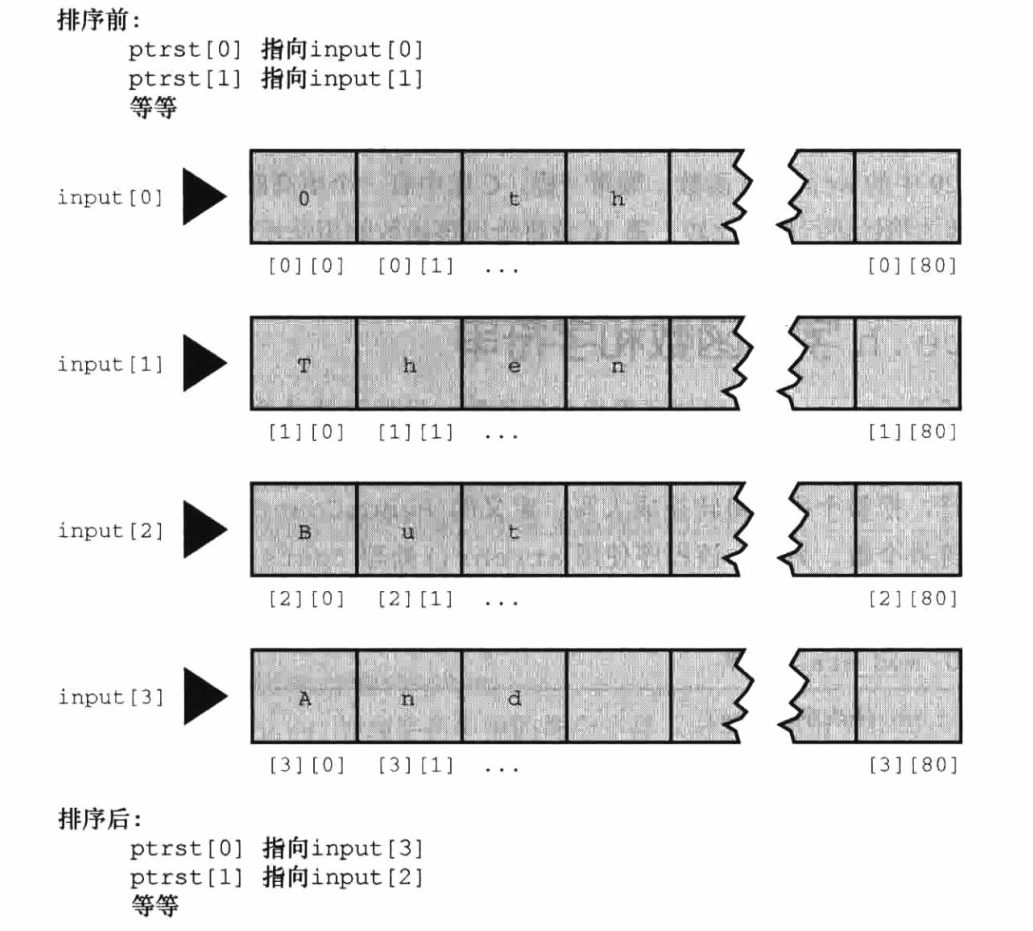 排序前:
ptrst[0] 指向input[0]
ptrst[1] 指向input[1]
等等
input[0] 0 t h
[0][0] [0][1] ... [0][80]
input[1] T h e n
[1][0] [1][1] ... [1][80]
input[2] B u t
[2][0] [2][1] ... [2][80]
input[3] A n d
[3][0] [3][1] ... [3][80]
排序后:
ptrst[0] 指向input[3]
ptrst[1] 指向input[2]
等等